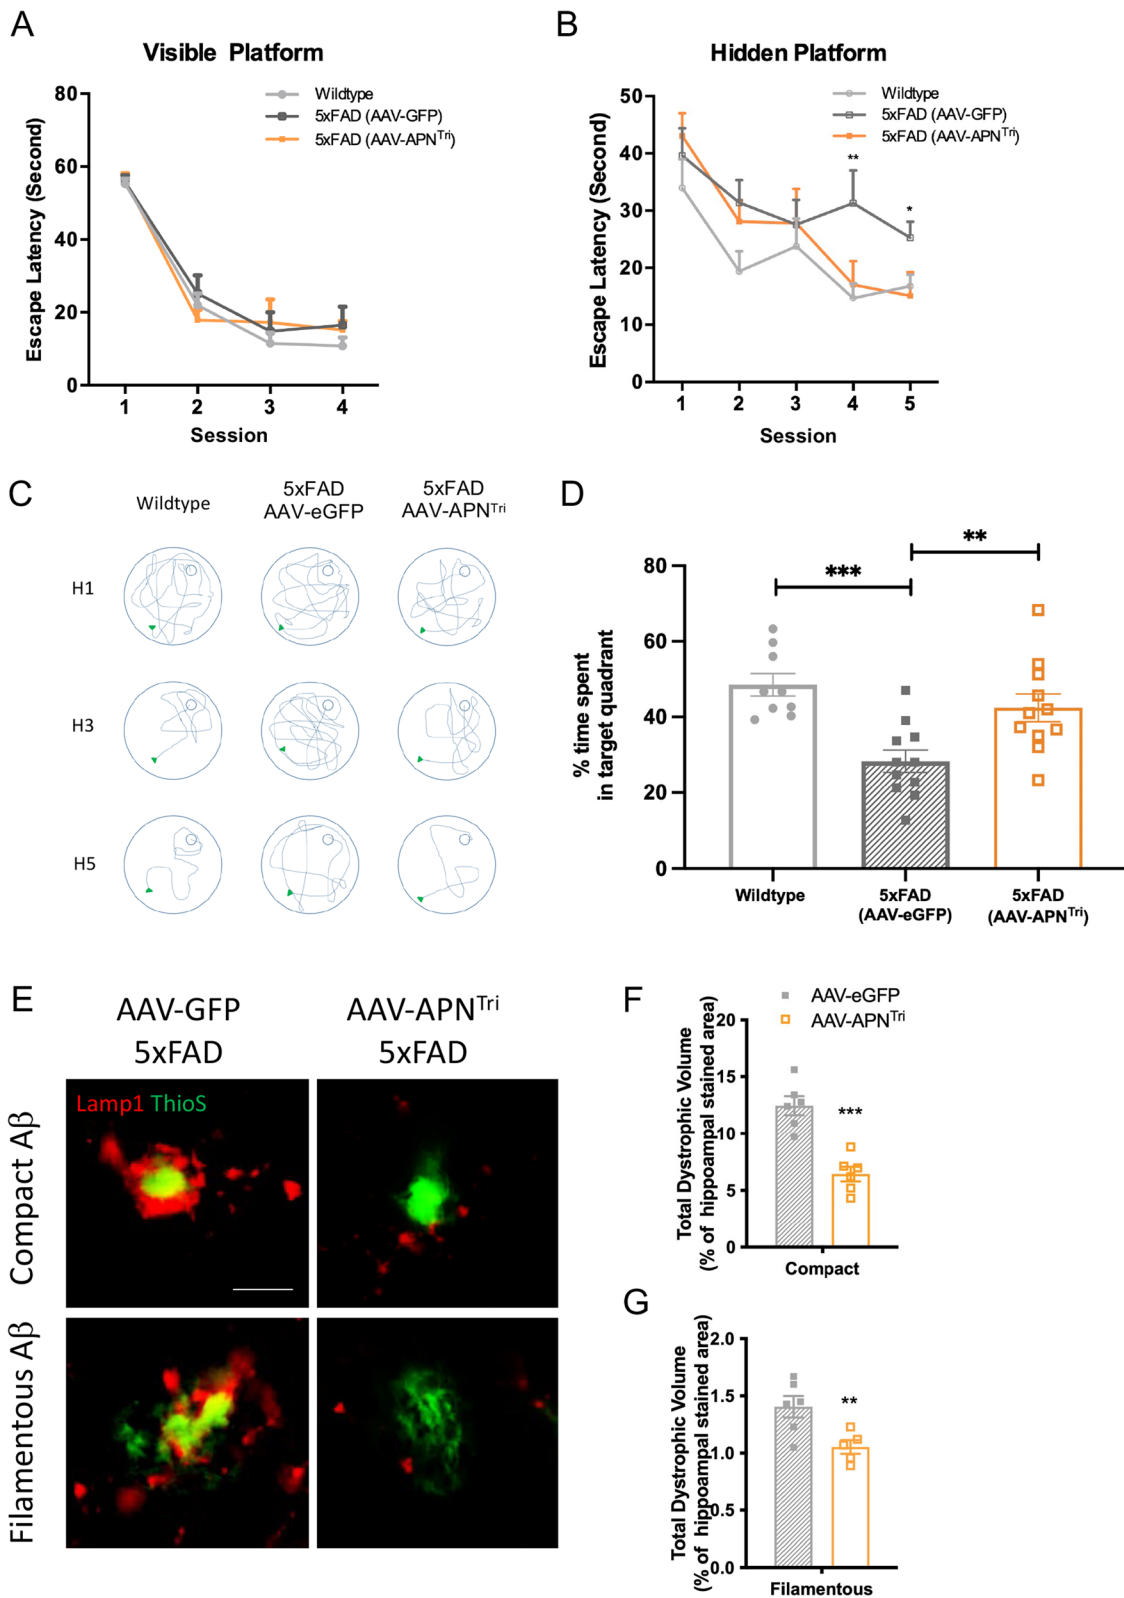 A
Visible Platform
Wildtype
5xFAD (AAV-GFP)
5xFAD (AAV-APNTri)
Escape Latency (Second)
80
60
40
20
0
1 2 3 4
Session
B
Hidden Platform
Wildtype
5xFAD (AAV-GFP)
5xFAD (AAV-APNTri)
Escape Latency (Second)
50
40
30
20
10
0
**
*
1 2 3 4 5
Session
C
Wildtype
5xFAD
AAV-eGFP
5xFAD
AAV-APNTri
H1
H3
H5
D
% time spent
in target quadrant
80
60
40
20
0
***
**
Wildtype
5xFAD
(AAV-eGFP)
5xFAD
(AAV-APNTri)
E
AAV-GFP
5xFAD
AAV-APNTri
5xFAD
Compact Aβ
Lamp1 ThioS
Filamentous Aβ
F
AAV-eGFP
AAV-APNTri
Total Dystrophic Volume
(% of hippoampal stained area)
20
15
10
5
0
***
Compact
G
Total Dystrophic Volume
(% of hippoampal stained area)
2.0
1.5
1.0
0.5
0.0
**
Filamentous